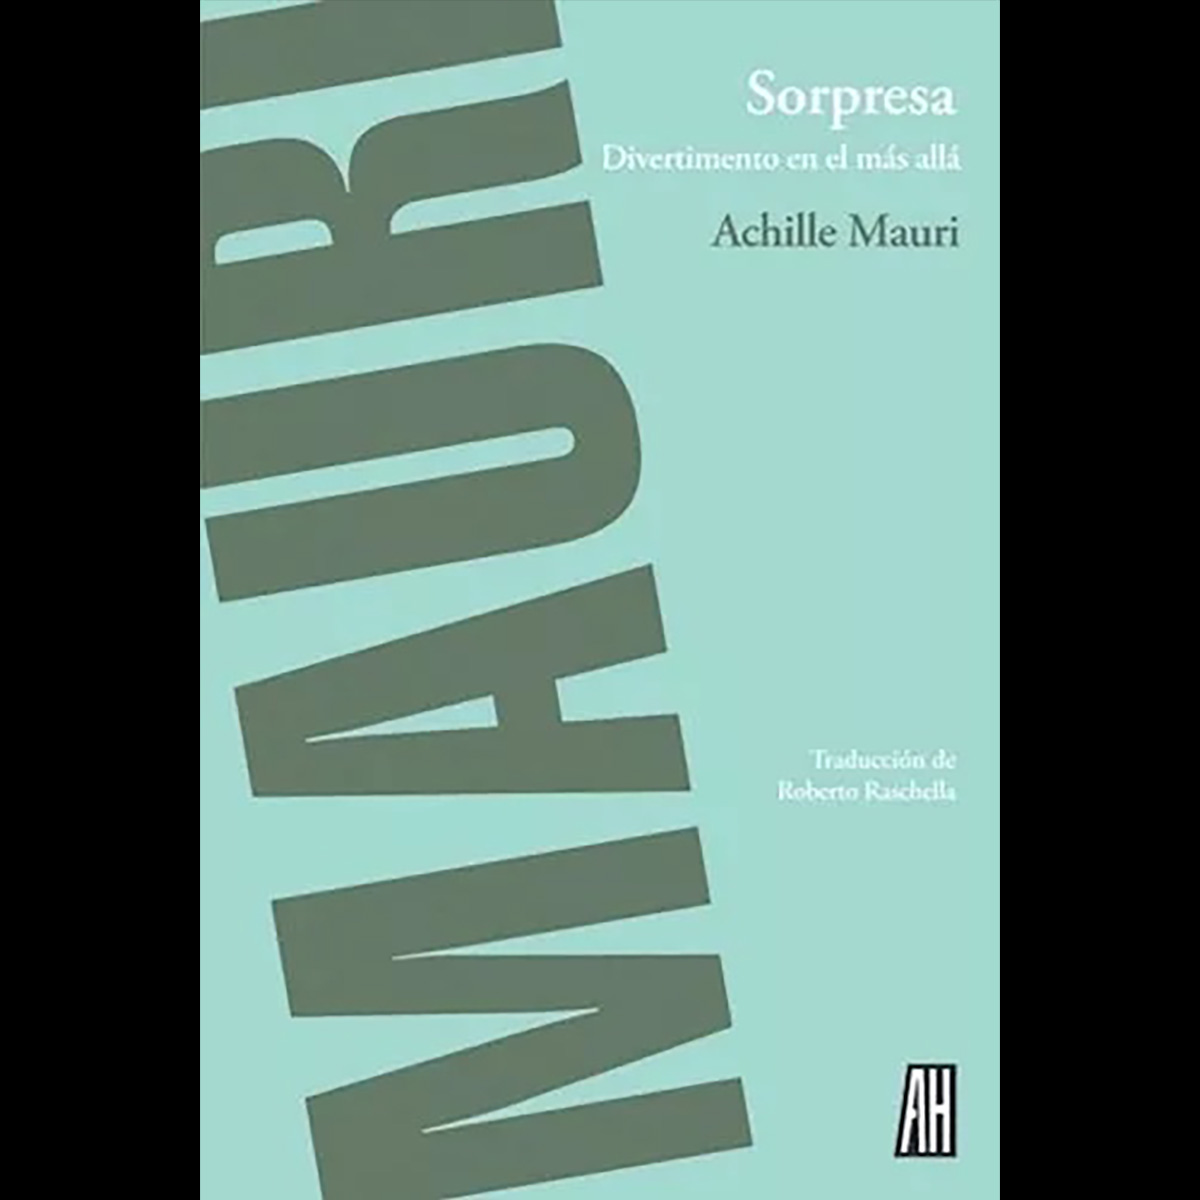 Sorpresa
Divertimento en el más allá
Achille Mauri
MAURI
Traducción de
Roberto Raschella
AH